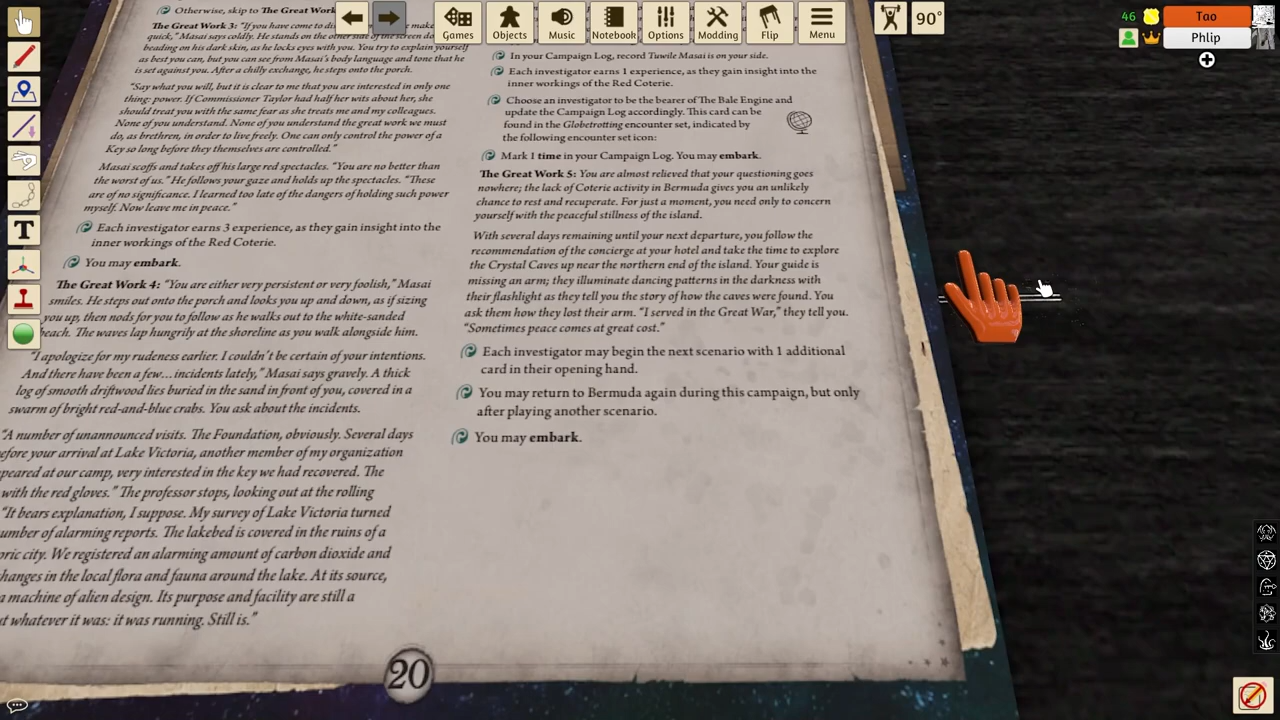 Games
Objects
Music
Notebook
Options
Modding
Flip
Menu
90°
46
Tao
Phlip
Otherwise, skip to The Great Work
The Great Work 3: "If you have come to
quick," Masai says coldly. He stands on the other side of the screen
beading on his dark skin, as he locks eyes with you. You try to explain yourself
as best you can, but you can see from Masai's body language and tone that he
is set against you. After a chilly exchange, he steps onto the porch.
"Say what you will, but it is clear to me that you are interested in only one
thing: power. If Commissioner Taylor had half her wits about her, she
should treat you with the same fear as she treats me and my colleagues.
None of you understand. None of you understand the great work we must
do, as brethren, in order to live freely. One can only control the power of a
Key so long before they themselves are controlled."
Masai scoffs and takes off his large red spectacles. "You are no better than
the worst of us." He follows your gaze and holds up the spectacles. "These
are of no significance. I learned too late of the dangers of holding such power
myself. Now leave me in peace."
Each investigator earns 3 experience, as they gain insight into the
inner workings of the Red Coterie.
You may embark.
The Great Work 4: "You are either very persistent or very foolish," Masai
smiles. He steps out onto the porch and looks you up and down, as if sizing
you up, then nods for you to follow as he walks out to the white-sanded
beach. The waves lap hungrily at the shoreline as you walk alongside him.
"I apologize for my rudeness earlier. I couldn't be certain of your intentions.
And there have been a few... incidents lately," Masai says gravely. A thick
log of smooth driftwood lies buried in the sand in front of you, covered in a
swarm of bright red-and-blue crabs. You ask about the incidents.
"A number of unannounced visits. The Foundation, obviously. Several days
before your arrival at Lake Victoria, another member of my organization
appeared at our camp, very interested in the key we had recovered. The
with the red gloves." The professor stops, looking out at the rolling
"It bears explanation, I suppose. My survey of Lake Victoria turned
number of alarming reports. The lakebed is covered in the ruins of a
oric city. We registered an alarming amount of carbon dioxide and
changes in the local flora and fauna around the lake. At its source,
a machine of alien design. Its purpose and facility are still a
t whatever it was: it was running. Still is."
In your Campaign Log, record Tuwile Masai is on your side.
Each investigator earns 1 experience, as they gain insight into the
inner workings of the Red Coterie.
Choose an investigator to be the bearer of The Bale Engine and
update the Campaign Log accordingly. This card can be
found in the Globetrotting encounter set, indicated by
the following encounter set icon:
Mark 1 time in your Campaign Log. You may embark.
The Great Work 5: You are almost relieved that your questioning goes
nowhere; the lack of Coterie activity in Bermuda gives you an unlikely
chance to rest and recuperate. For just a moment, you need only to concern
yourself with the peaceful stillness of the island.
With several days remaining until your next departure, you follow the
recommendation of the concierge at your hotel and take the time to explore
the Crystal Caves up near the northern end of the island. Your guide is
missing an arm; they illuminate dancing patterns in the darkness with
their flashlight as they tell you the story of how the caves were found. You
ask them how they lost their arm. "I served in the Great War," they tell you.
"Sometimes peace comes at great cost."
Each investigator may begin the next scenario with 1 additional
card in their opening hand.
You may return to Bermuda again during this campaign, but only
after playing another scenario.
You may embark.
20